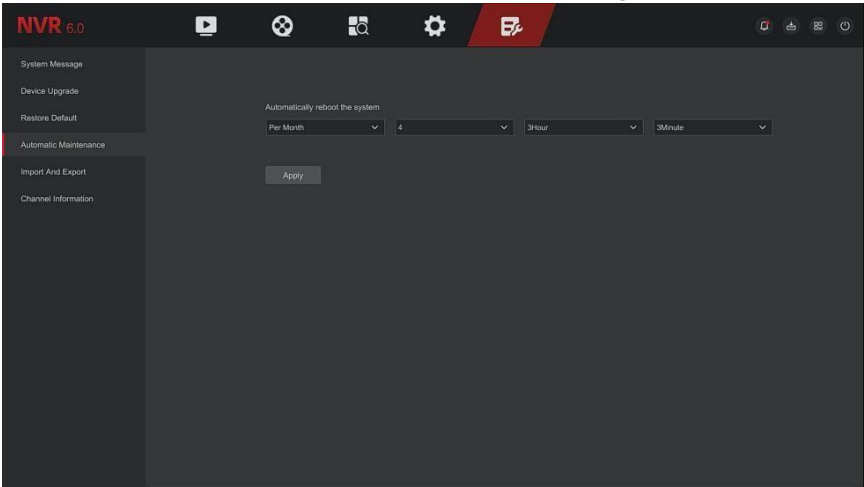 NVR 6.0
System Message
Device Upgrade
Restore Default
Automatic Maintenance
Import And Export
Channel Information
Automatically reboot the system
Per Month 4 3Hour 3Minute
Apply